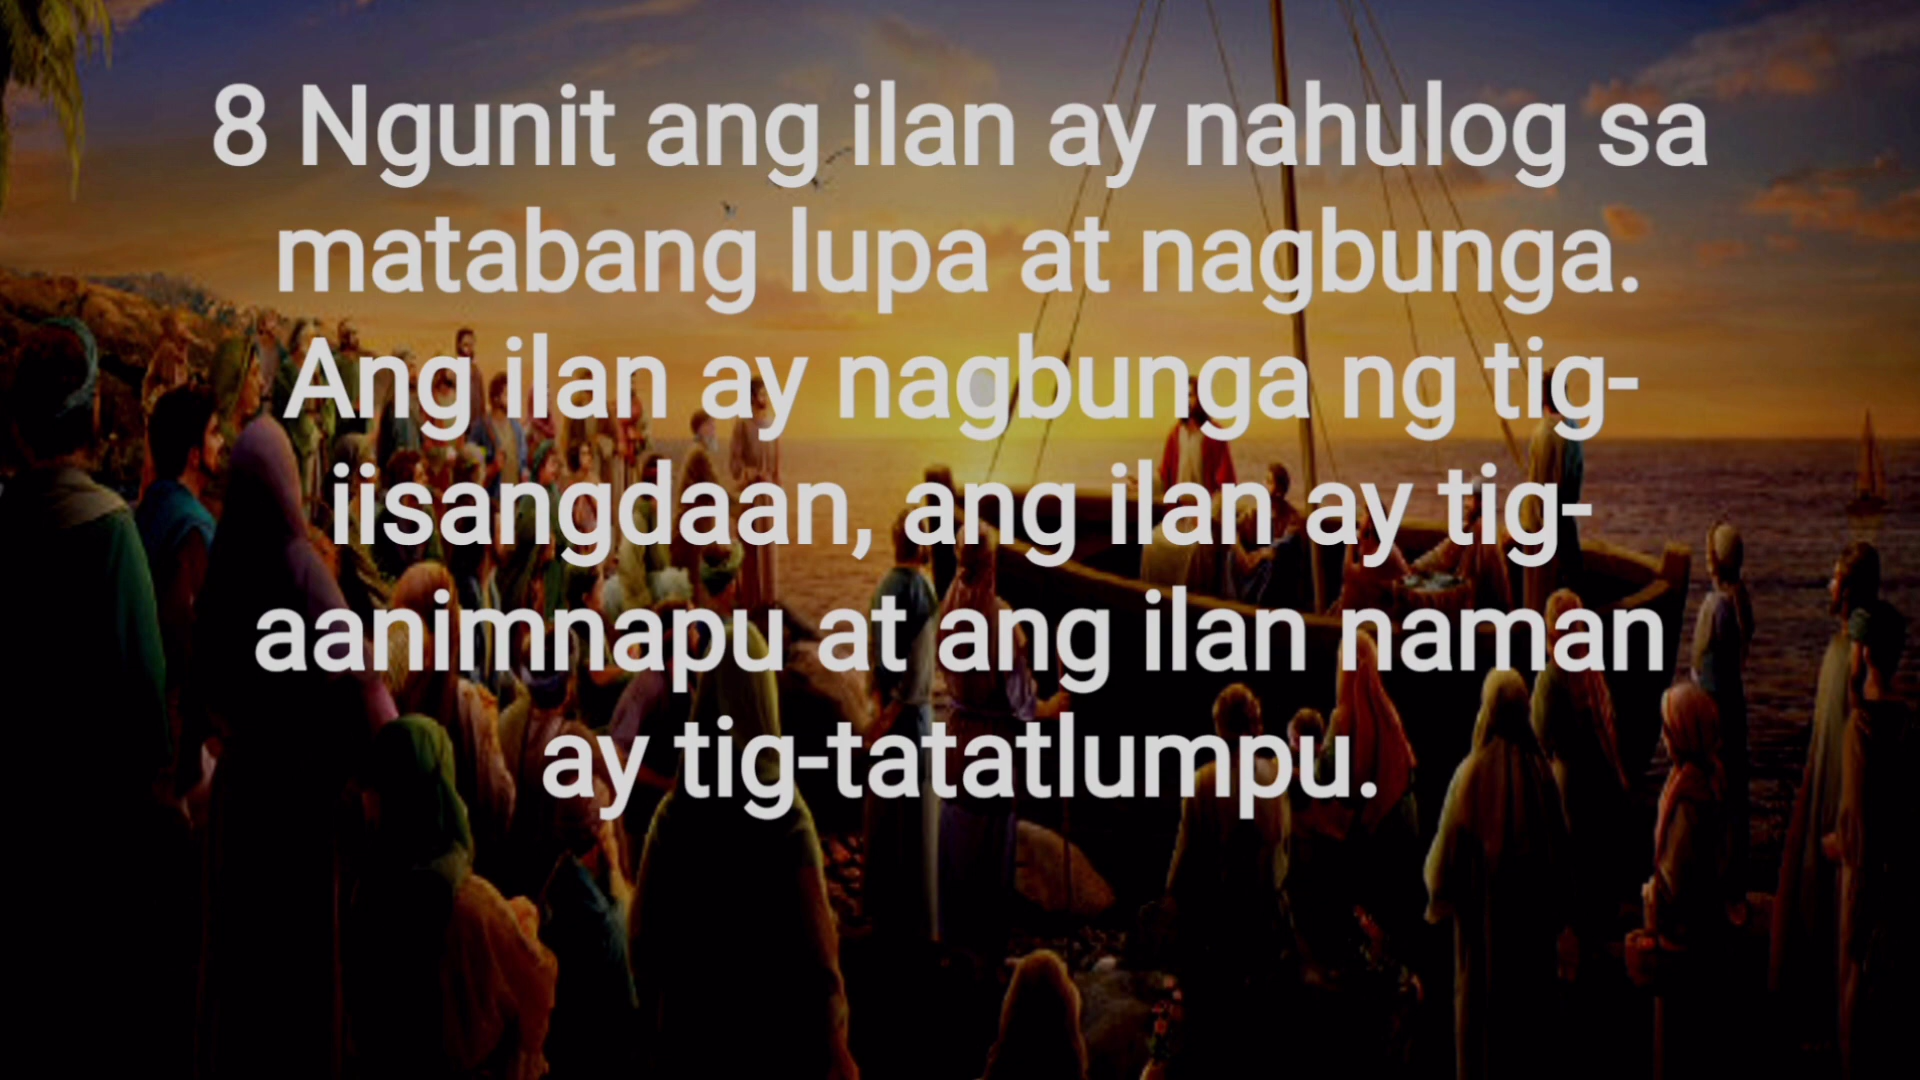 8 Ngunit ang ilan ay nahulog sa
matabang lupa at nagbunga.
Ang ilan ay nagbunga ng tig-
iisangdaan, ang ilan ay tig-
aanimnapu at ang ilan naman
ay tig-tatatlumpu.